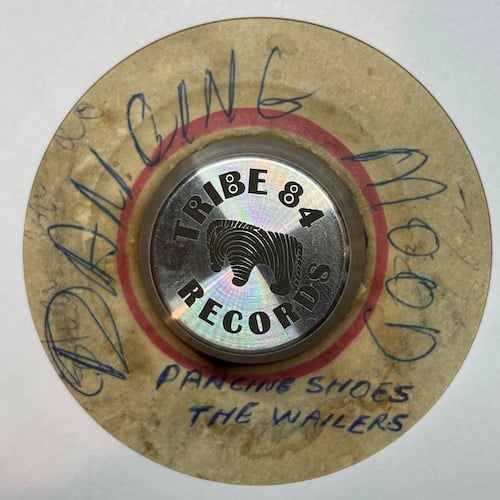 DANCING MOOD
TRIBE 84
RECORDS
DANCING SHOES
THE WAILERS